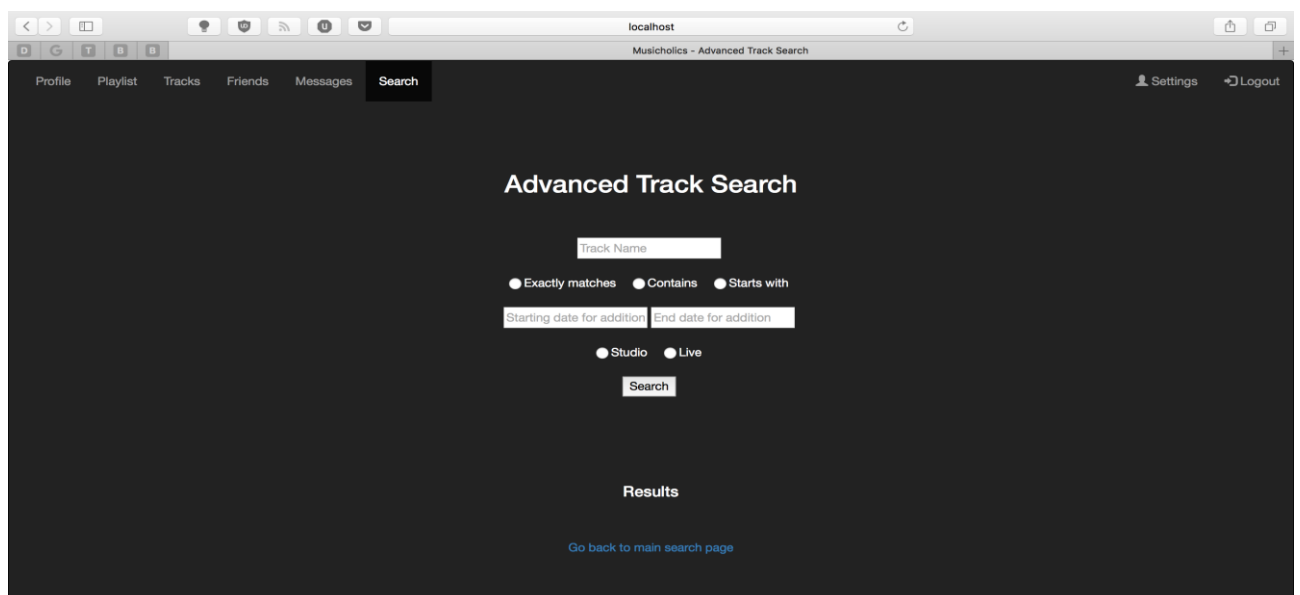 localhost
D G T B B Musicholics - Advanced Track Search +
Profile Playlist Tracks Friends Messages Search Settings Logout
Advanced Track Search
Track Name
Exactly matches Contains Starts with
Starting date for addition End date for addition
Studio Live
Search
Results
Go back to main search page